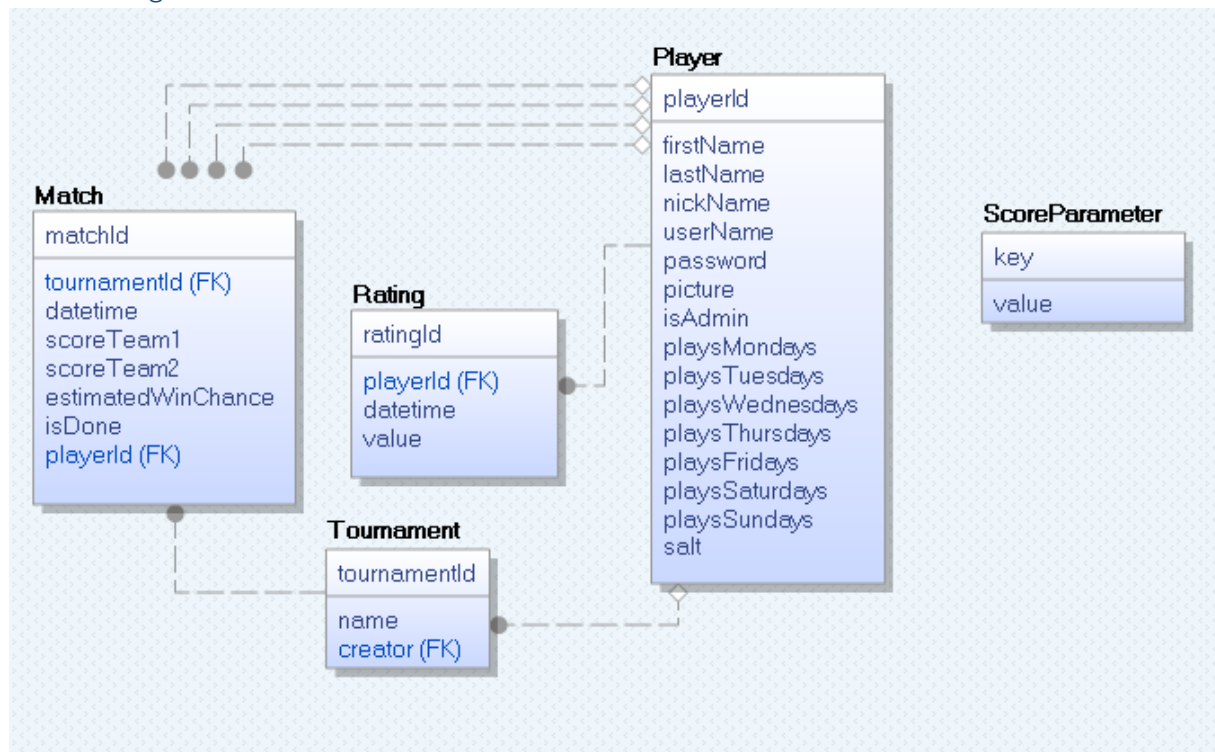 Player
playerId
firstName
lastName
nickName
userName
password
picture
isAdmin
playsMondays
playsTuesdays
playsWednesdays
playsThursdays
playsFridays
playsSaturdays
playsSundays
salt
Match
matchId
tournamentId (FK)
datetime
scoreTeam1
scoreTeam2
estimatedWinChance
isDone
playerId (FK)
Rating
ratingId
playerId (FK)
datetime
value
ScoreParameter
key
value
Tournament
tournamentId
name
creator (FK)